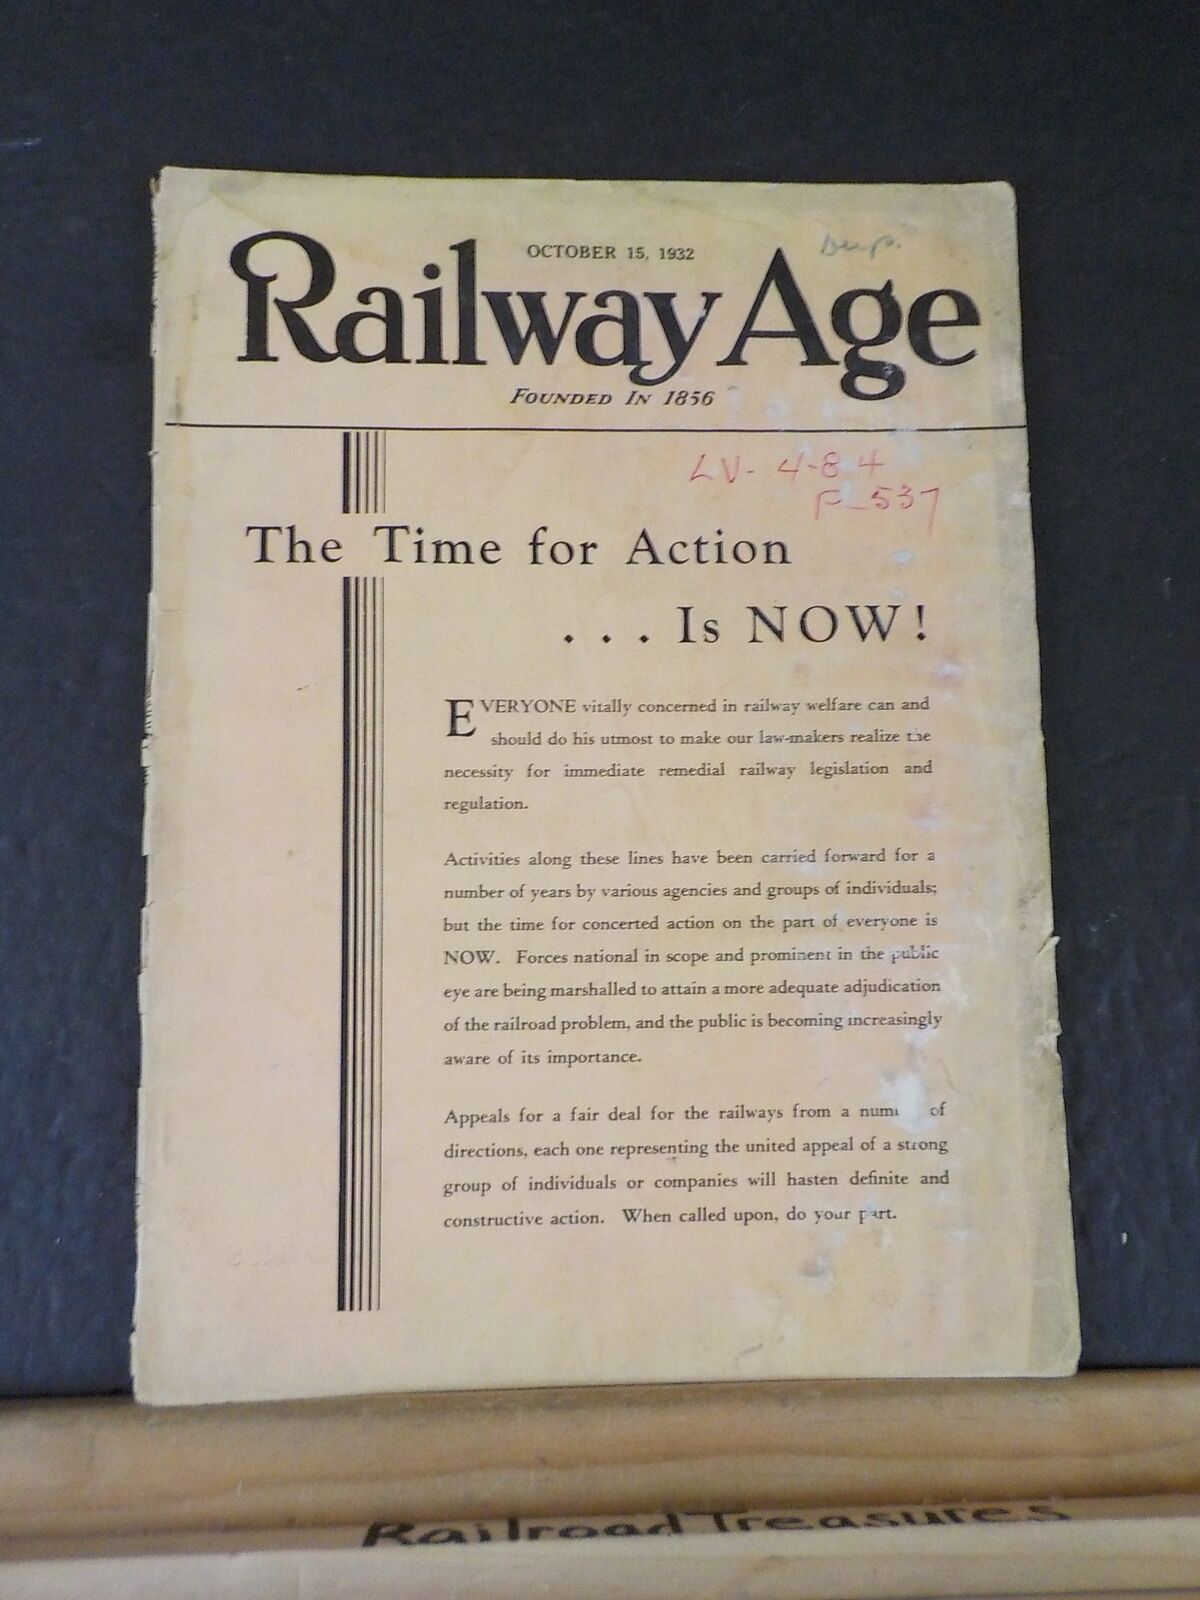 OCTOBER 15, 1932
Dup.
Railway Age
FOUNDED IN 1856
LV- 4-84
F-537
The Time for Action
. . . Is NOW!
EVERYONE vitally concerned in railway welfare can and
should do his utmost to make our law-makers realize the
necessity for immediate remedial railway legislation and
regulation.
Activities along these lines have been carried forward for a
number of years by various agencies and groups of individuals;
but the time for concerted action on the part of everyone is
NOW. Forces national in scope and prominent in the public
eye are being marshalled to attain a more adequate adjudication
of the railroad problem, and the public is becoming increasingly
aware of its importance.
Appeals for a fair deal for the railways from a of
directions, each one representing the united appeal of a strong
group of individuals or companies will hasten definite and
constructive action. When called upon, do your part.
Railroad Treasures